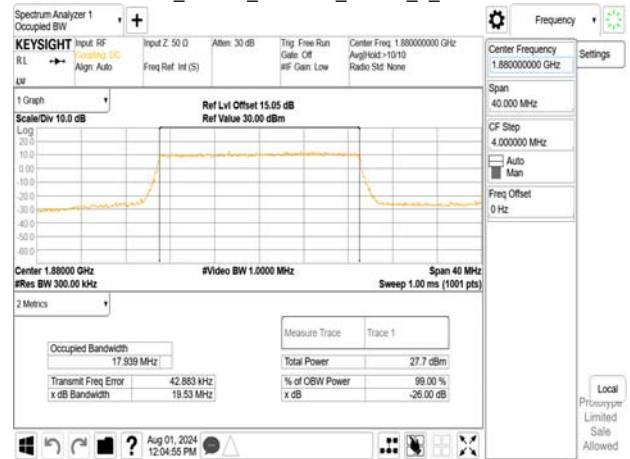 Spectrum Analyzer 1
Occupied BW
Frequency
KEYSIGHT
RL
Input: RF
Coupling: DC
Align: Auto
Input Z: 50 Ω
Freq Ref: Int (S)
Atten: 30 dB
Trig: Free Run
Gate: Off
#IF Gain: Low
Center Freq: 1.880000000 GHz
Avg|Hold:>10/10
Radio Std: None
Center Frequency
1.880000000 GHz
Settings
Span
40.000 MHz
CF Step
4.000000 MHz
Auto
Man
Freq Offset
0 Hz
1 Graph
Scale/Div 10.0 dB
Ref Lvl Offset 15.05 dB
Ref Value 30.00 dBm
Log
20.0
10.0
0.00
-10.0
-20.0
-30.0
-40.0
-50.0
-60.0
Center 1.88000 GHz
#Res BW 300.00 kHz
#Video BW 1.0000 MHz
Span 40 MHz
Sweep 1.00 ms (1001 pts)
2 Metrics
Measure Trace Trace 1
Occupied Bandwidth
17.939 MHz
Total Power 27.7 dBm
Transmit Freq Error 42.883 kHz
% of OBW Power 99.00 %
x dB Bandwidth 19.53 MHz
x dB -26.00 dB
Local
Prototype
Limited
Sale
Allowed
?
Aug 01, 2024
12:04:55 PM